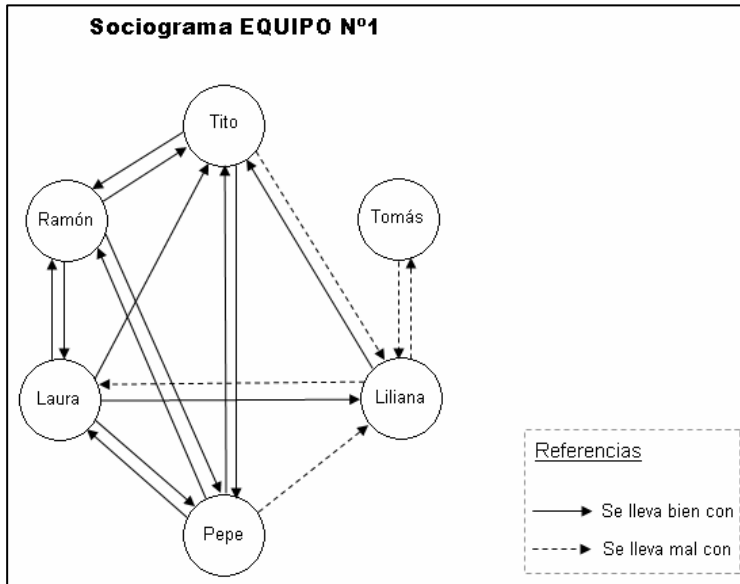 Sociograma EQUIPO Nº1
Tito
Ramón
Tomás
Laura
Liliana
Pepe
Referencias
Se lleva bien con
Se lleva mal con